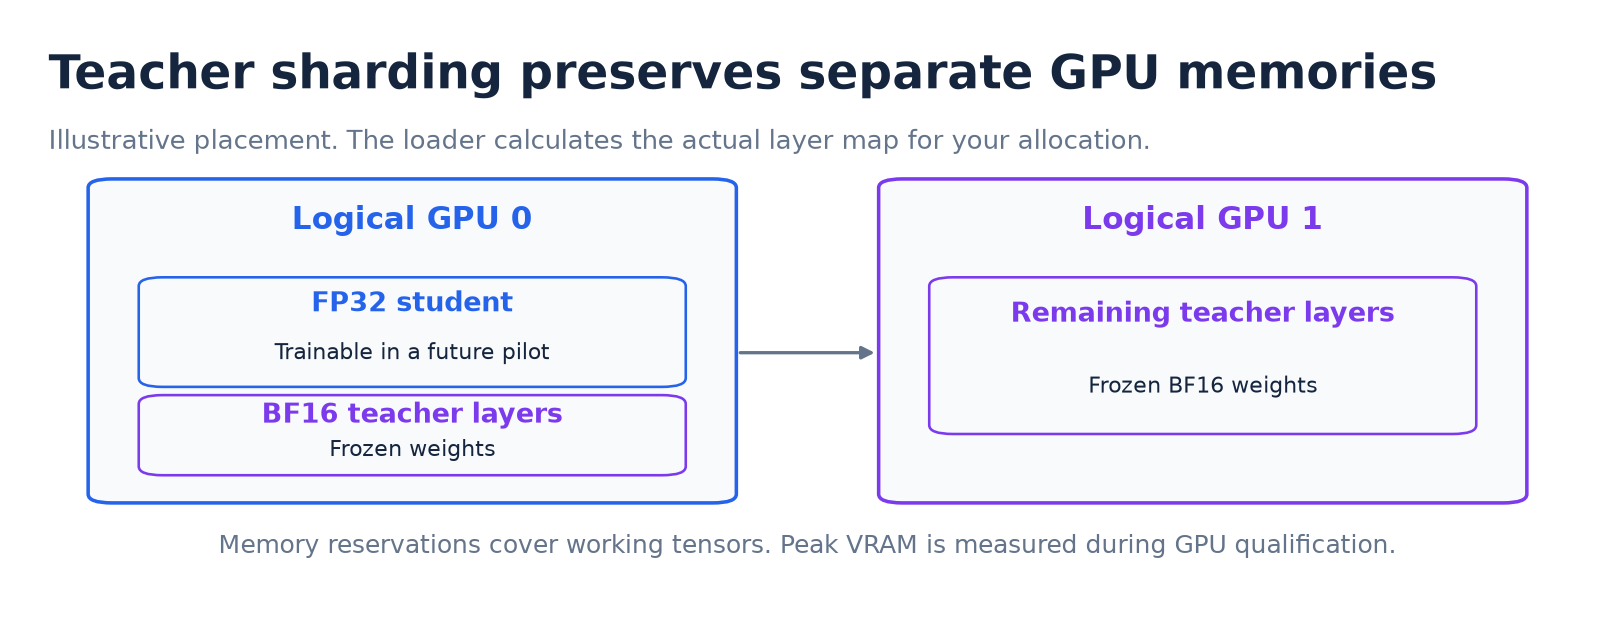 Teacher sharding preserves separate GPU memories
Illustrative placement. The loader calculates the actual layer map for your allocation.
Logical GPU 0
FP32 student
Trainable in a future pilot
BF16 teacher layers
Frozen weights
Logical GPU 1
Remaining teacher layers
Frozen BF16 weights
Memory reservations cover working tensors. Peak VRAM is measured during GPU qualification.